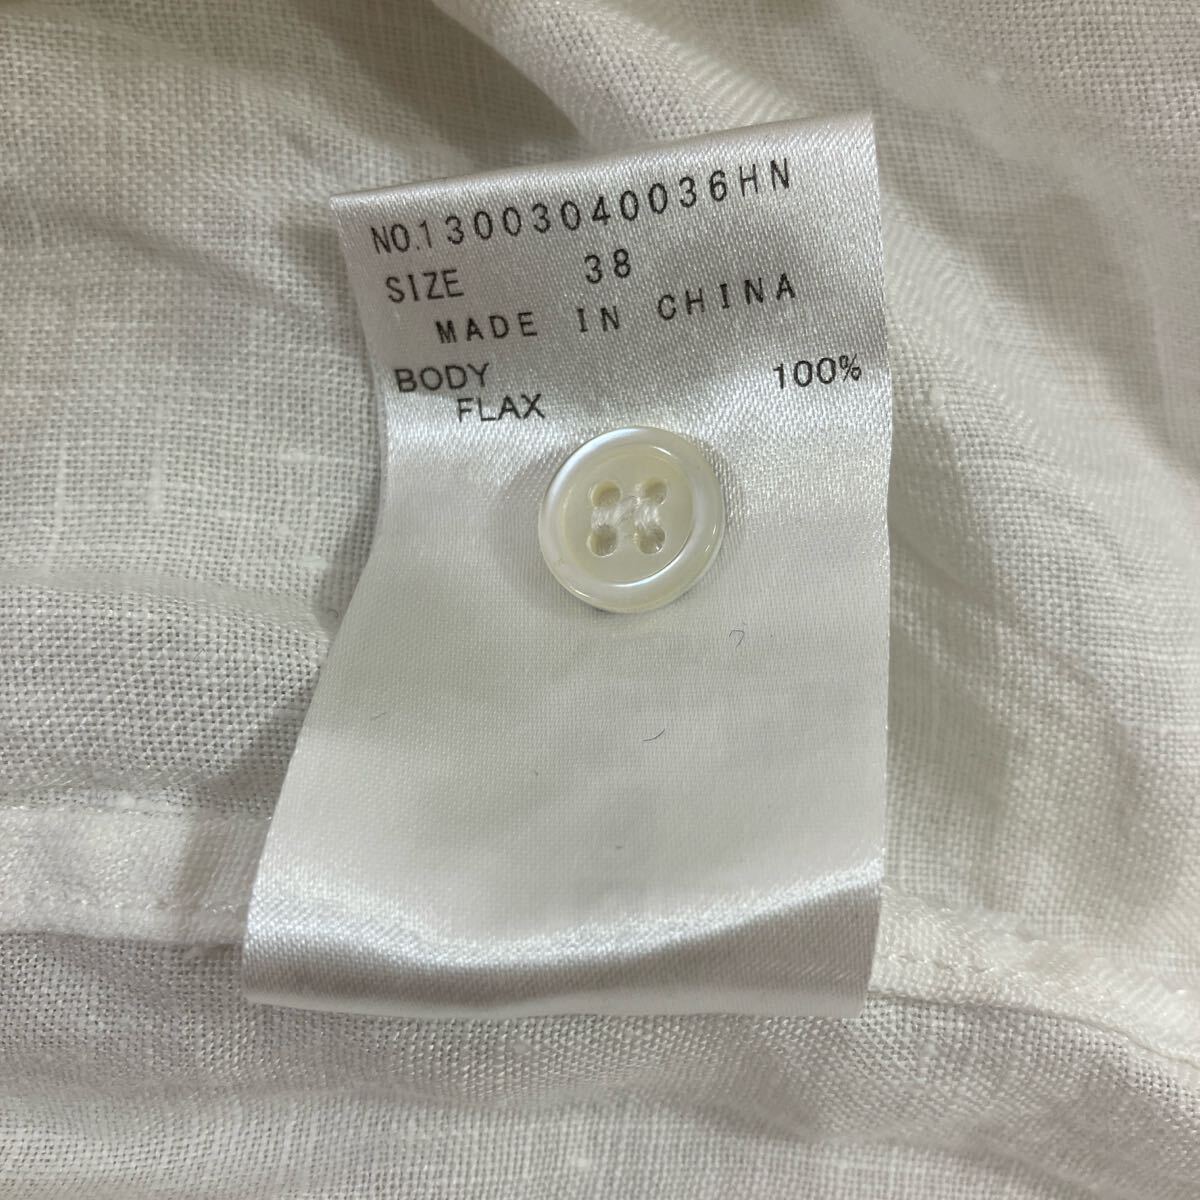 NO.13003040036HN
SIZE 38
MADE IN CHINA
BODY
FLAX 100%